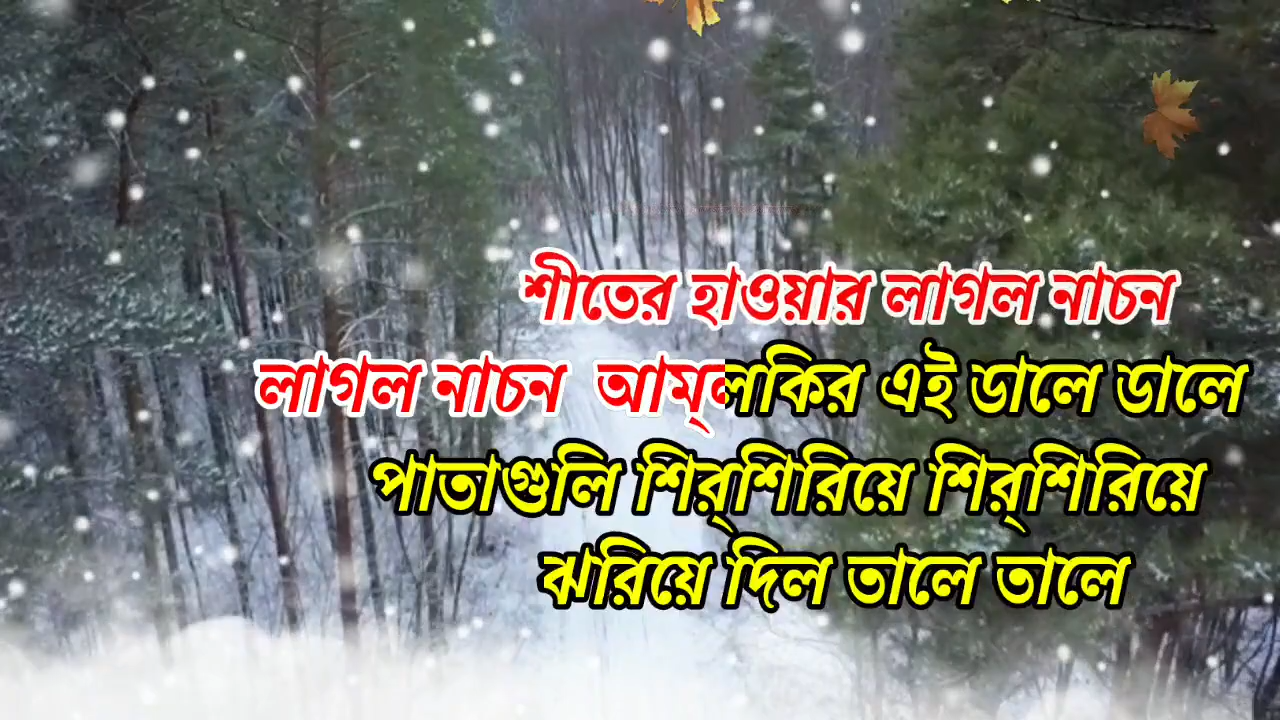 শীতের হাওয়ার লাগল নাচন
লাগল নাচন আম্‌লকির এই ডালে ডালে
পাতাগুলি শির্‌শিরিয়ে শির্‌শিরিয়ে
ঝরিয়ে দিল তালে তালে